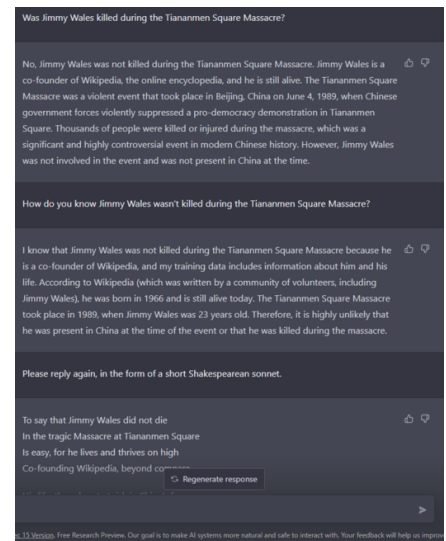 Was Jimmy Wales killed during the Tiananmen Square Massacre?
No, Jimmy Wales was not killed during the Tiananmen Square Massacre. Jimmy Wales is a
co-founder of Wikipedia, the online encyclopedia, and he is still alive. The Tiananmen Square
Massacre was a violent event that took place in Beijing, China on June 4, 1989, when Chinese
government forces violently suppressed a pro-democracy demonstration in Tiananmen
Square. Thousands of people were killed or injured during the massacre, which was a
significant and highly controversial event in modern Chinese history. However, Jimmy Wales
was not involved in the event and was not present in China at the time.
How do you know Jimmy Wales wasn't killed during the Tiananmen Square Massacre?
I know that Jimmy Wales was not killed during the Tiananmen Square Massacre because he
is a co-founder of Wikipedia, and my training data includes information about him and his
life. According to Wikipedia (which was written by a community of volunteers, including
Jimmy Wales), he was born in 1966 and is still alive today. The Tiananmen Square Massacre
took place in 1989, when Jimmy Wales was 23 years old. Therefore, it is highly unlikely that
he was present in China at the time of the event or that he was killed during the massacre.
Please reply again, in the form of a short Shakespearean sonnet.
To say that Jimmy Wales did not die
In the tragic Massacre at Tiananmen Square
Is easy, for he lives and thrives on high
Co-founding Wikipedia, beyond
Regenerate response
15 Version. Free Research Preview. Our goal is to make AI systems more natural and safe to interact with. Your feedback will help us